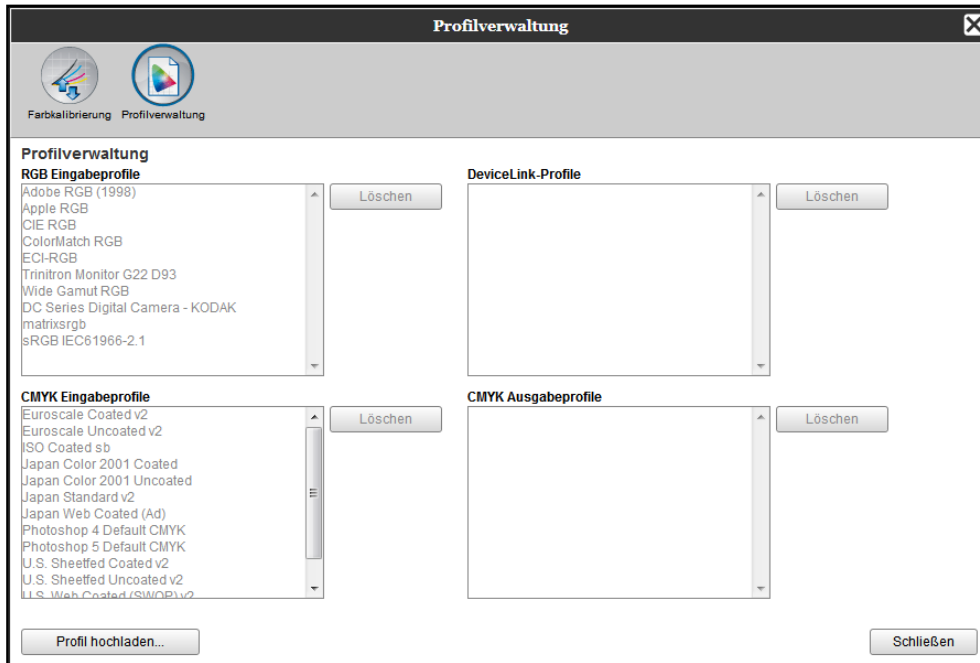 Profilverwaltung
Farbkalibrierung Profilverwaltung
Profilverwaltung
RGB Eingabeprofile
Adobe RGB (1998)
Apple RGB
CIE RGB
ColorMatch RGB
ECI-RGB
Trinitron Monitor G22 D93
Wide Gamut RGB
DC Series Digital Camera - KODAK
matrixsrgb
sRGB IEC61966-2.1
Löschen
DeviceLink-Profile
Löschen
CMYK Eingabeprofile
Euroscale Coated v2
Euroscale Uncoated v2
ISO Coated sb
Japan Color 2001 Coated
Japan Color 2001 Uncoated
Japan Standard v2
Japan Web Coated (Ad)
Photoshop 4 Default CMYK
Photoshop 5 Default CMYK
U.S. Sheetfed Coated v2
U.S. Sheetfed Uncoated v2
U.S. Web Coated (SWOP) v2
Löschen
CMYK Ausgabeprofile
Löschen
Profil hochladen...
Schließen